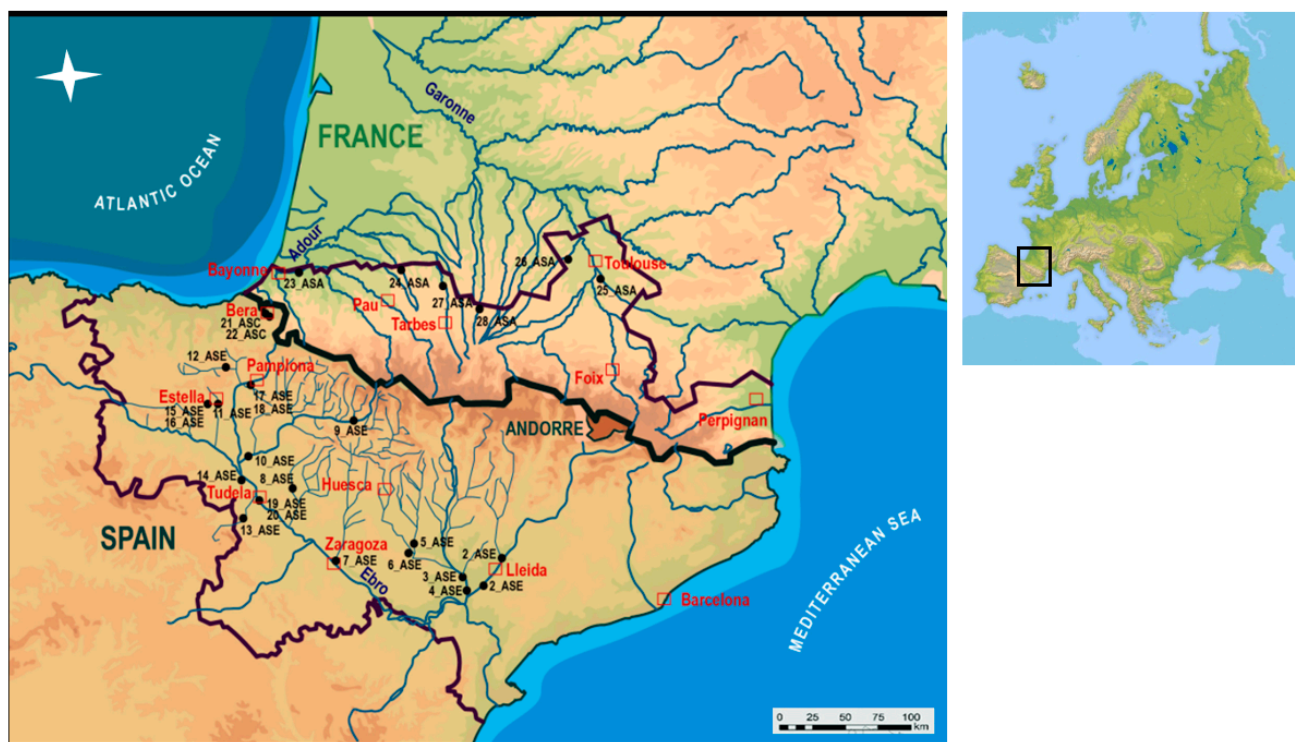 Garonne
FRANCE
ATLANTIC OCEAN
Adour
Bayonne
23_ASA
24_ASA
26_ASA
Toulouse
25_ASA
27_ASA
Pau
Tarbes
28_ASA
Bera
21_ASC
22_ASC
12_ASE
Pamplona
17_ASE
18_ASE
Estella
15_ASE
16_ASE
11_ASE
Foix
Perpignan
9_ASE
ANDORRE
10_ASE
14_ASE
8_ASE
Huesca
Tudela
19_ASE
20_ASE
13_ASE
SPAIN
Zaragoza
7_ASE
5_ASE
6_ASE
2_ASE
Lleida
3_ASE
4_ASE
2_ASE
Ebro
Barcelona
MEDITERRANEAN SEA
0 25 50 75 100
km